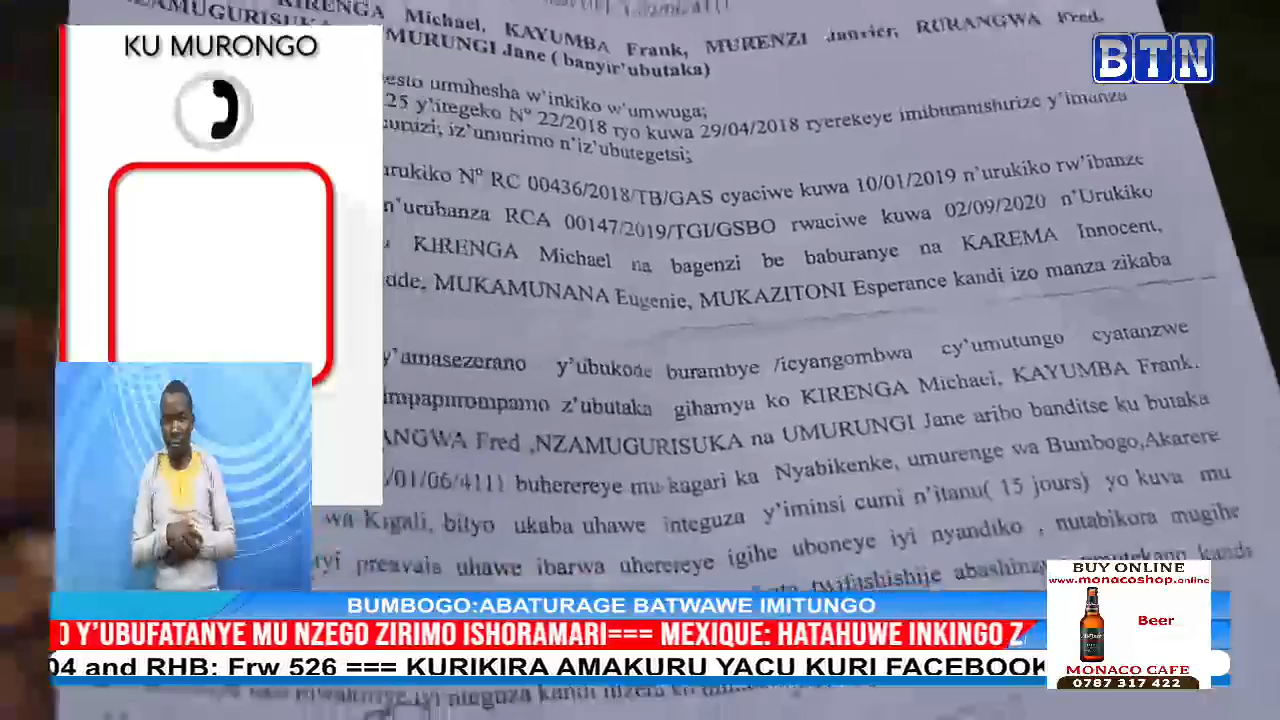 KIRENGA Michael, KAYUMBA Frank, MURENZI Janvier, RURANGWA Fred,
MURUNGI Jane ( banyir'ubutaka)
KU MURONGO
BTN
esto urmihesha w'inkiko w'umwuga;
25 y'itegeko N° 22/2018 ryo kuwa 29/04/2018 ryerekeye imiburanishirize y'imanza
iz'umurimo n'iz'ubutegetsi;
urukiko N° RC 00436/2018/TB/GAS cyaciwe kuwa 10/01/2019 n'urukiko rw'ibanze
n'urubanza RCA 00147/2019/TGI/GSBO rwaciwe kuwa 02/09/2020 n'Urukiko
KIRENGA Michael na bagenzi be baburanye na KAREMA Innocent,
ude, MUKAMUNANA Eugenie, MUKAZITONI Esperance kandi izo manza zikaba
y'amasezerano y'ubukode burambye /icyangombwa cy'umutungo cyatanzwe
impapurompamo z'ubutaka gihamya ko KIRENGA Michael, KAYUMBA Frank.
ANGWA Fred ,NZAMUGURISUKA na UMURUNGI Jane aribo banditse ku butaka
/01/06/4111 buherereye mu kagari ka Nyabikenke, umurenge wa Bumbogo,Akarere
wa Kigali, bityo ukaba uhawe integuza y'iminsi cumi n'itanu( 15 jours) yo kuva mu
iyi preavais uhawe ibarwa uherereye igihe uboneye iyi nyandiko , nutabikora mugihe
twifashishije
BUMBOGO:ABATURAGE BATWAWE IMITUNGO
O Y'UBUFATANYE MU NZEGO ZIRIMO ISHORAMARI=== MEXIQUE: HATAHUWE INKINGO Z
04 and RHB: Frw 526 === KURIKIRA AMAKURU YACU KURI FACEBOOK
BUY ONLINE
www.monacoshop.online
Beer
MONACO CAFE
0787 317 422